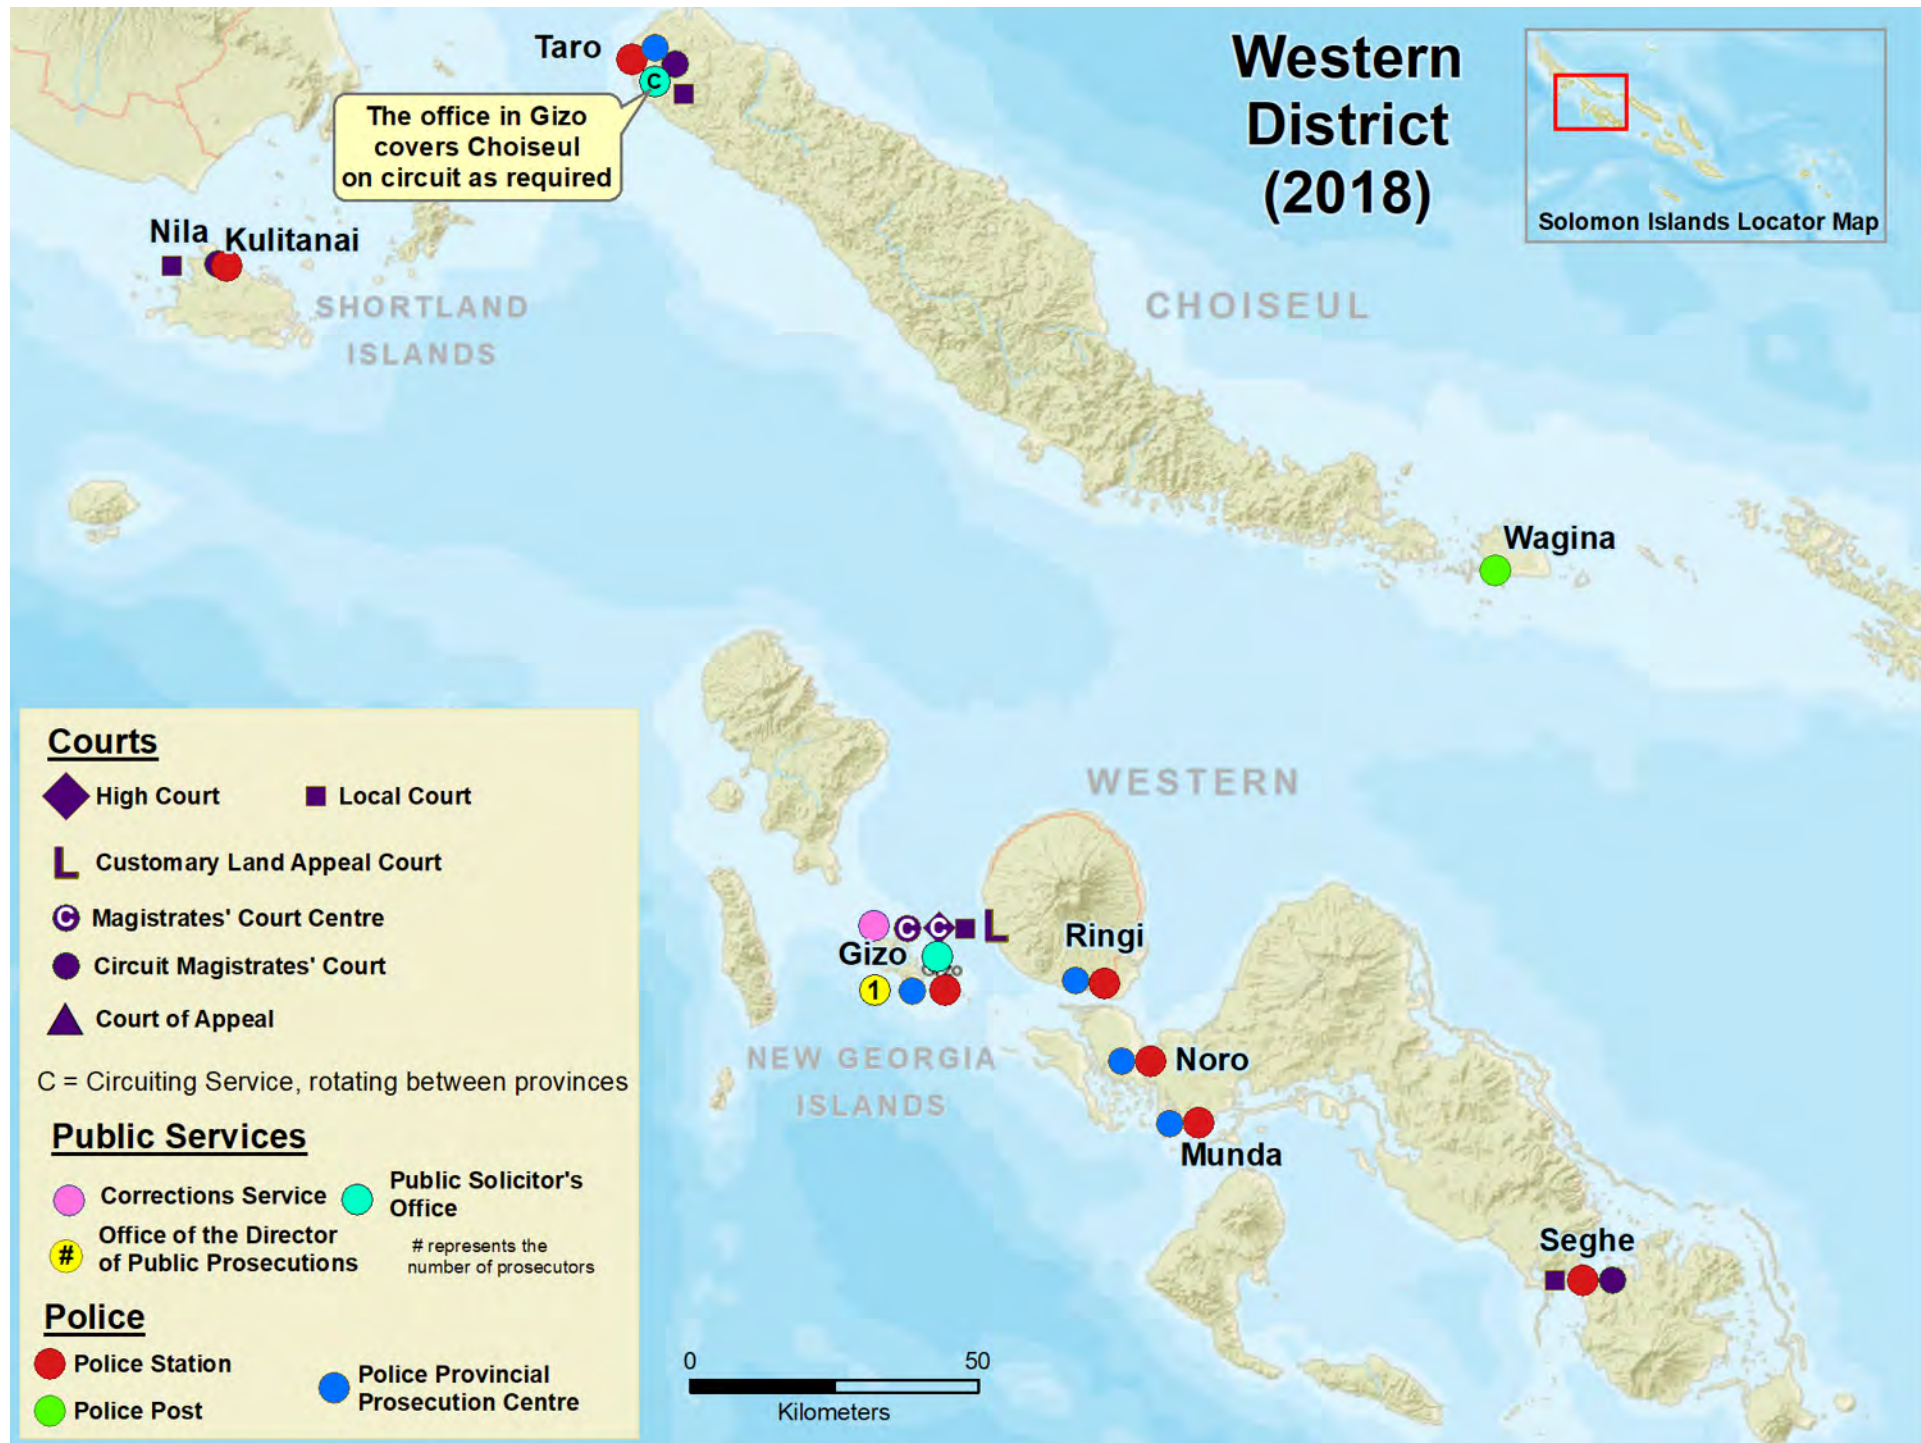 Western
District
(2018)
Solomon Islands Locator Map
Taro
C
The office in Gizo
covers Choiseul
on circuit as required
Nila
Kulitanai
SHORTLAND
ISLANDS
CHOISEUL
Wagina
WESTERN
C
C
L
Gizo
1
Ringi
NEW GEORGIA
ISLANDS
Noro
Munda
Seghe
Courts
High Court
Local Court
L Customary Land Appeal Court
C Magistrates' Court Centre
Circuit Magistrates' Court
Court of Appeal
C = Circuiting Service, rotating between provinces
Public Services
Corrections Service
Public Solicitor's
Office
# Office of the Director
of Public Prosecutions
# represents the
number of prosecutors
Police
Police Station
Police Post
Police Provincial
Prosecution Centre
0 50
Kilometers